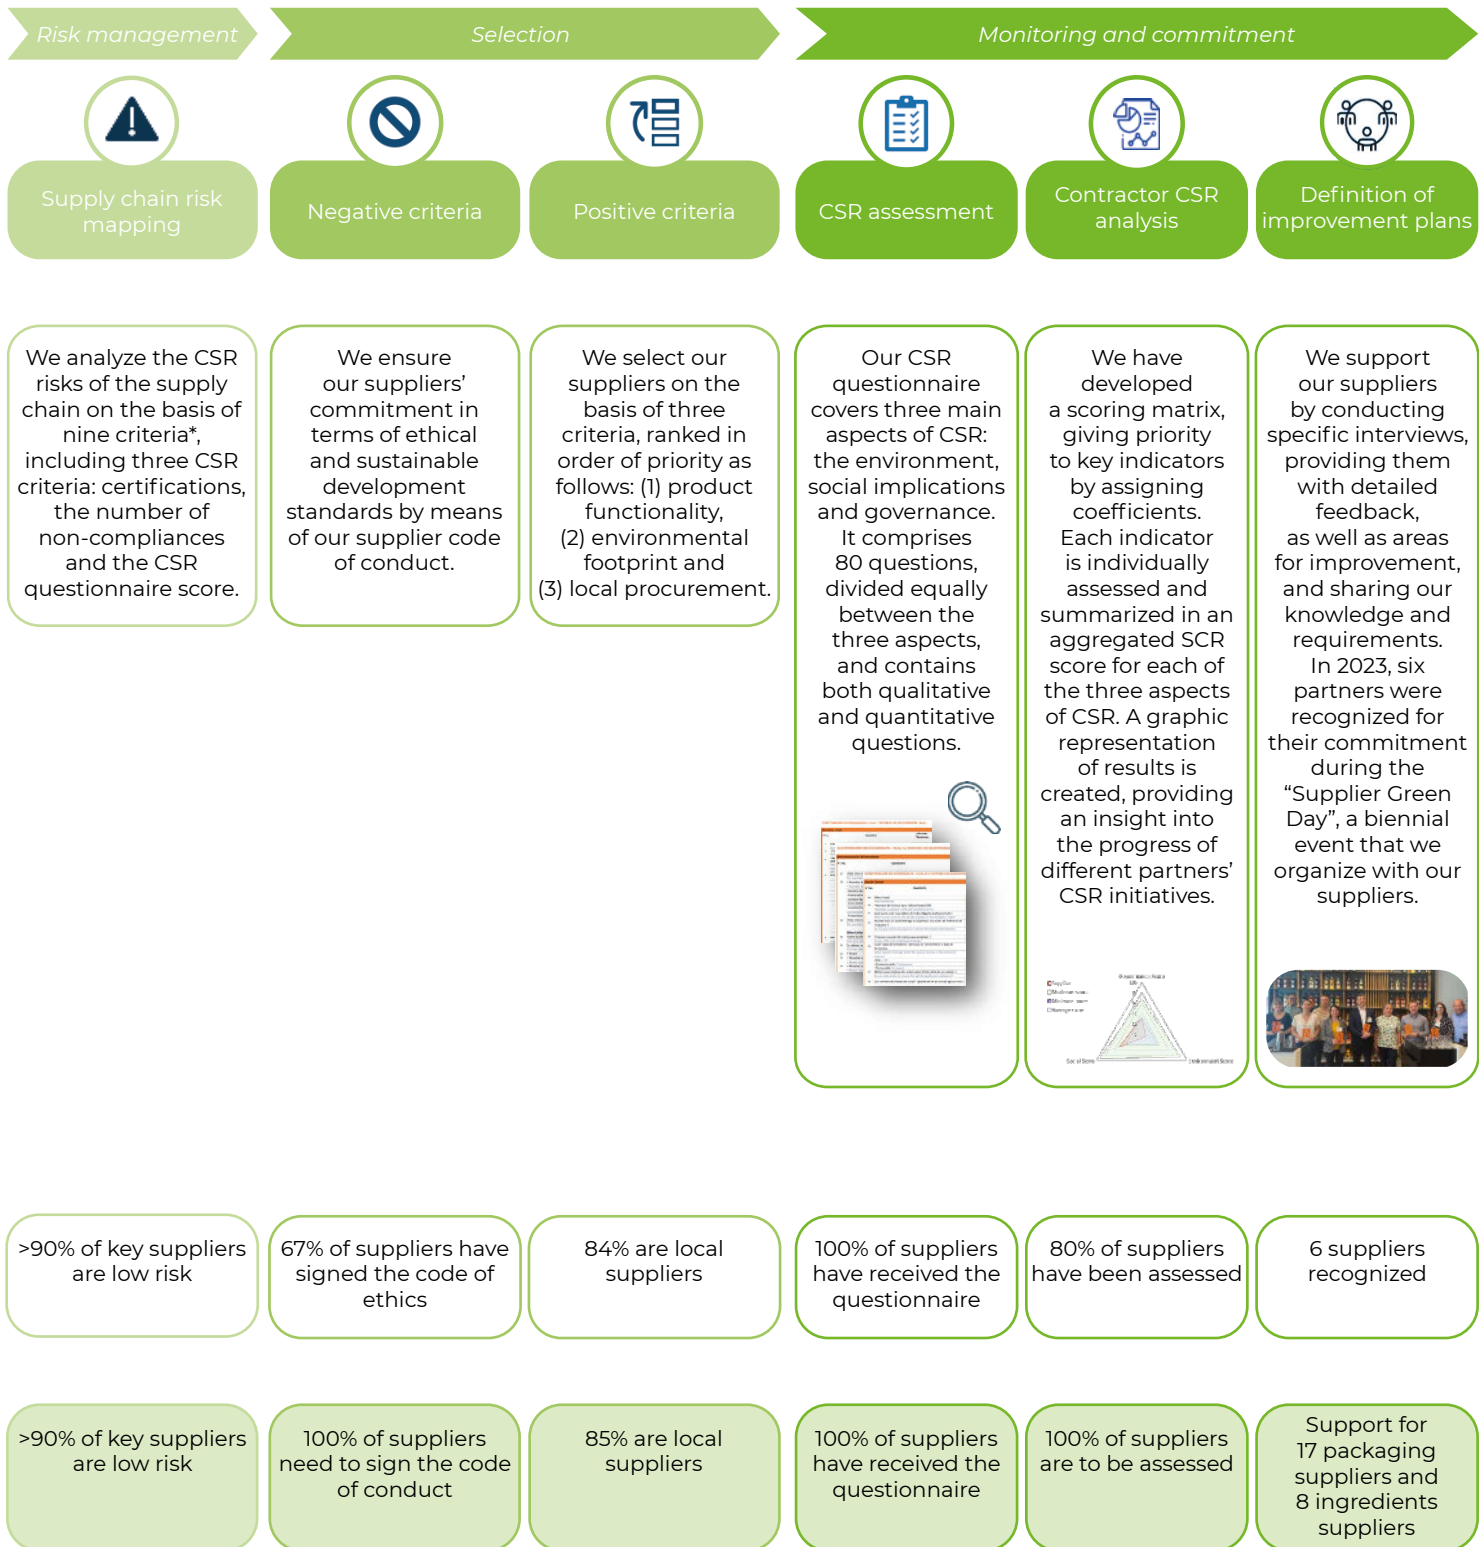 Risk management
Selection
Monitoring and commitment
Supply chain risk
mapping
Negative criteria
Positive criteria
CSR assessment
Contractor CSR
analysis
Definition of
improvement plans
We analyze the CSR
risks of the supply
chain on the basis of
nine criteria*,
including three CSR
criteria: certifications,
the number of
non-compliances
and the CSR
questionnaire score.
We ensure
our suppliers’
commitment in
terms of ethical
and sustainable
development
standards by means
of our supplier code
of conduct.
We select our
suppliers on the
basis of three
criteria, ranked in
order of priority as
follows: (1) product
functionality,
(2) environmental
footprint and
(3) local procurement.
Our CSR
questionnaire
covers three main
aspects of CSR:
the environment,
social implications
and governance.
It comprises
80 questions,
divided equally
between the
three aspects,
and contains
both qualitative
and quantitative
questions.
We have
developed
a scoring matrix,
giving priority
to key indicators
by assigning
coefficients.
Each indicator
is individually
assessed and
summarized in an
aggregated SCR
score for each of
the three aspects
of CSR. A graphic
representation
of results is
created, providing
an insight into
the progress of
different partners’
CSR initiatives.
We support
our suppliers
by conducting
specific interviews,
providing them
with detailed
feedback,
as well as areas
for improvement,
and sharing our
knowledge and
requirements.
In 2023, six
partners were
recognized for
their commitment
during the
“Supplier Green
Day”, a biennial
event that we
organize with our
suppliers.
>90% of key suppliers
are low risk
67% of suppliers have
signed the code of
ethics
84% are local
suppliers
100% of suppliers
have received the
questionnaire
80% of suppliers
have been assessed
6 suppliers
recognized
>90% of key suppliers
are low risk
100% of suppliers
need to sign the code
of conduct
85% are local
suppliers
100% of suppliers
have received the
questionnaire
100% of suppliers
are to be assessed
Support for
17 packaging
suppliers and
8 ingredients
suppliers